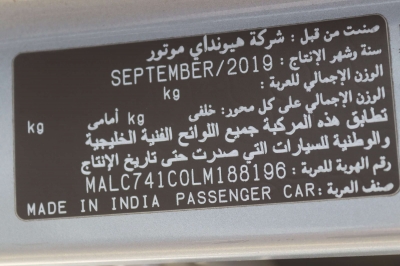 صنعت من قبل : شركة هيونداي موتور
سنة وشهر الإنتاج : SEPTEMBER/2019
الوزن الإجمالي للعربة : kg
الوزن الإجمالي على كل محور: خلفي kg أمامي kg
تطابق هذه المركبة جميع اللوائح الفنية الخليجية
والوطنية للسيارات التي صدرت حتى تاريخ الإنتاج
رقم الهوية للعربة : MALC741C0LM188196
صنف العربة : MADE IN INDIA PASSENGER CAR